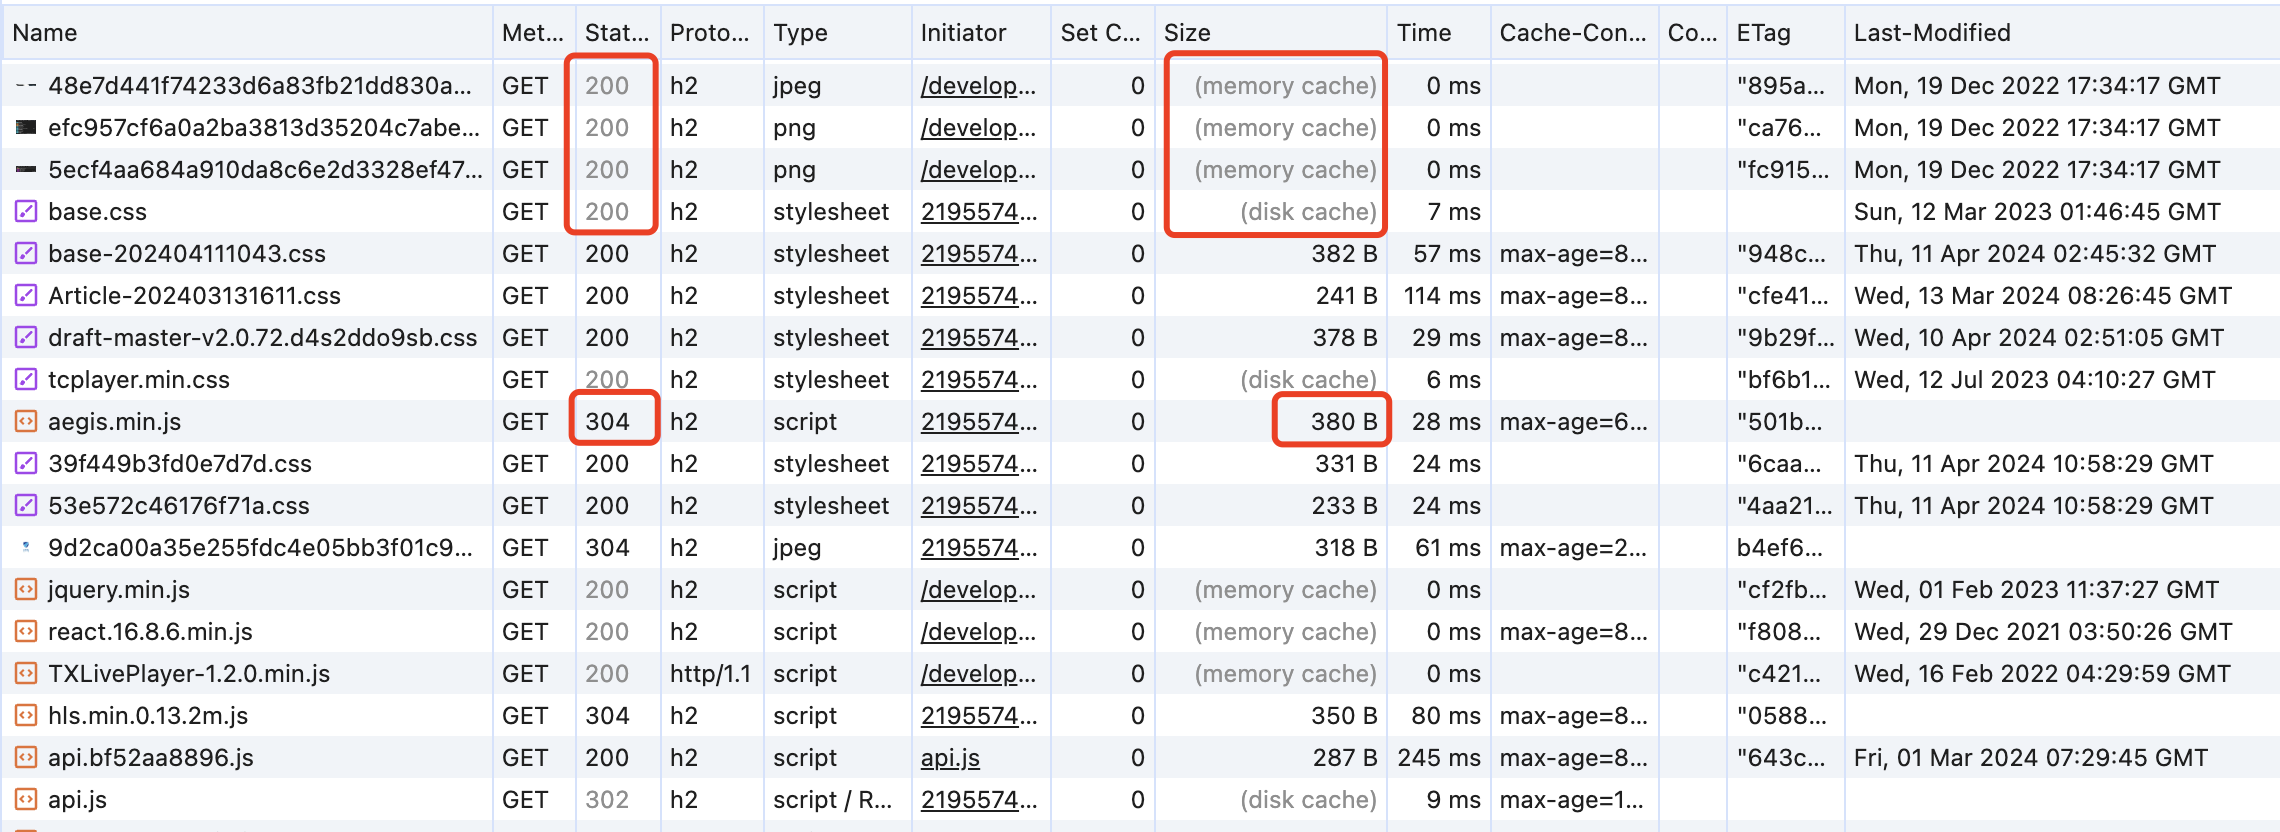 Name Met... Stat... Proto... Type Initiator Set C... Size Time Cache-Con... Co... ETag Last-Modified
48e7d441f74233d6a83fb21dd830a... GET 200 h2 jpeg /develop... 0 (memory cache) 0 ms "895a... Mon, 19 Dec 2022 17:34:17 GMT
efc957cf6a0a2ba3813d35204c7abe... GET 200 h2 png /develop... 0 (memory cache) 0 ms "ca76... Mon, 19 Dec 2022 17:34:17 GMT
5ecf4aa684a910da8c6e2d3328ef47... GET 200 h2 png /develop... 0 (memory cache) 0 ms "fc915... Mon, 19 Dec 2022 17:34:17 GMT
base.css GET 200 h2 stylesheet 2195574... 0 (disk cache) 7 ms Sun, 12 Mar 2023 01:46:45 GMT
base-202404111043.css GET 200 h2 stylesheet 2195574... 0 382 B 57 ms max-age=8... "948c... Thu, 11 Apr 2024 02:45:32 GMT
Article-202403131611.css GET 200 h2 stylesheet 2195574... 0 241 B 114 ms max-age=8... "cfe41... Wed, 13 Mar 2024 08:26:45 GMT
draft-master-v2.0.72.d4s2ddo9sb.css GET 200 h2 stylesheet 2195574... 0 378 B 29 ms max-age=8... "9b29f... Wed, 10 Apr 2024 02:51:05 GMT
tcplayer.min.css GET 200 h2 stylesheet 2195574... 0 (disk cache) 6 ms "bf6b1... Wed, 12 Jul 2023 04:10:27 GMT
aegis.min.js GET 304 h2 script 2195574... 0 380 B 28 ms max-age=6... "501b...
39f449b3fd0e7d7d.css GET 200 h2 stylesheet 2195574... 0 331 B 24 ms "6caa... Thu, 11 Apr 2024 10:58:29 GMT
53e572c46176f71a.css GET 200 h2 stylesheet 2195574... 0 233 B 24 ms "4aa21... Thu, 11 Apr 2024 10:58:29 GMT
9d2ca00a35e255fdc4e05bb3f01c9... GET 304 h2 jpeg 2195574... 0 318 B 61 ms max-age=2... b4ef6...
jquery.min.js GET 200 h2 script /develop... 0 (memory cache) 0 ms "cf2fb... Wed, 01 Feb 2023 11:37:27 GMT
react.16.8.6.min.js GET 200 h2 script /develop... 0 (memory cache) 0 ms max-age=8... "f808... Wed, 29 Dec 2021 03:50:26 GMT
TXLivePlayer-1.2.0.min.js GET 200 http/1.1 script /develop... 0 (memory cache) 0 ms "c421... Wed, 16 Feb 2022 04:29:59 GMT
hls.min.0.13.2m.js GET 304 h2 script 2195574... 0 350 B 80 ms max-age=8... "0588...
api.bf52aa8896.js GET 200 h2 script api.js 0 287 B 245 ms max-age=8... "643c... Fri, 01 Mar 2024 07:29:45 GMT
api.js GET 302 h2 script / R... 2195574... 0 (disk cache) 9 ms max-age=1...